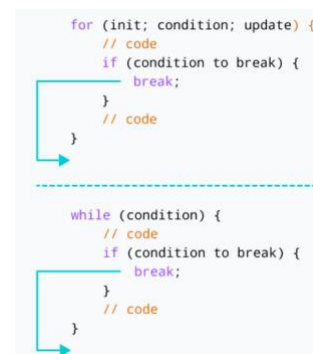 for (init; condition; update) {
// code
if (condition to break) {
break;
}
// code
}
while (condition) {
// code
if (condition to break) {
break;
}
// code
}